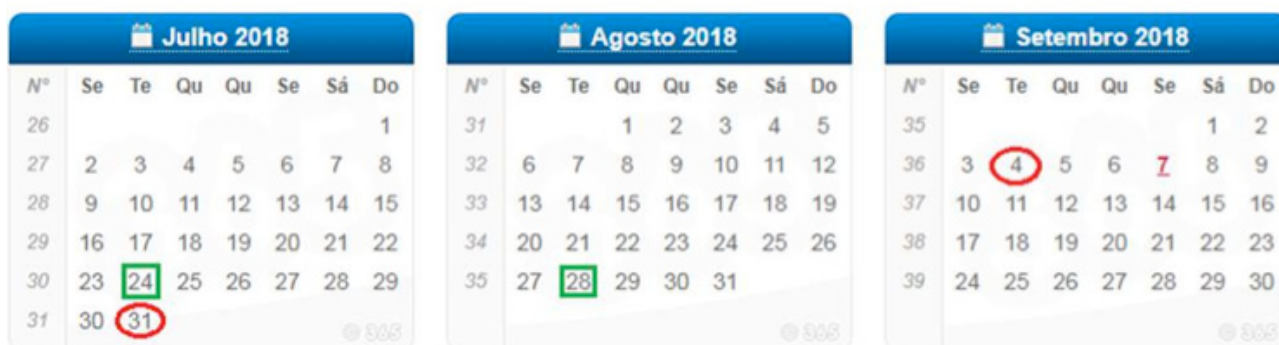 Julho 2018
Nº Se Te Qu Qu Se Sá Do
26 1
27 2 3 4 5 6 7 8
28 9 10 11 12 13 14 15
29 16 17 18 19 20 21 22
30 23 24 25 26 27 28 29
31 30 31
© 365
Agosto 2018
Nº Se Te Qu Qu Se Sá Do
31 1 2 3 4 5
32 6 7 8 9 10 11 12
33 13 14 15 16 17 18 19
34 20 21 22 23 24 25 26
35 27 28 29 30 31
© 365
Setembro 2018
Nº Se Te Qu Qu Se Sá Do
35 1 2
36 3 4 5 6 7 8 9
37 10 11 12 13 14 15 16
38 17 18 19 20 21 22 23
39 24 25 26 27 28 29 30
© 365